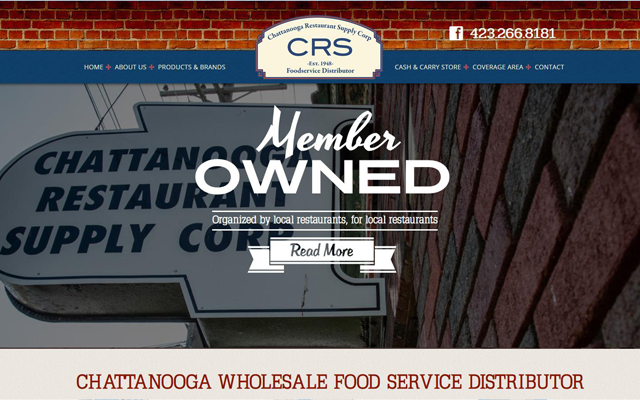 Chattanooga Restaurant Supply Corp
CRS
-Est. 1948-
Foodservice Distributor
f 423.266.8181
HOME + ABOUT US + PRODUCTS & BRANDS
CASH & CARRY STORE + COVERAGE AREA + CONTACT
CHATTANOOGA
RESTAURANT
SUPPLY CORP
Member
OWNED
Organized by local restaurants, for local restaurants
Read More
CHATTANOOGA WHOLESALE FOOD SERVICE DISTRIBUTOR